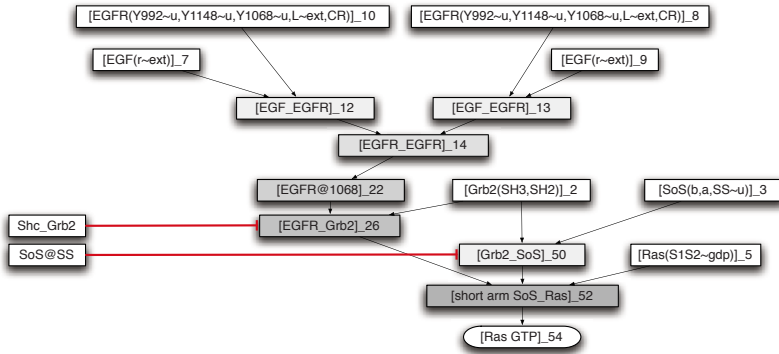 [EGFR(Y992~u,Y1148~u,Y1068~u,L~ext,CR)]_10
[EGFR(Y992~u,Y1148~u,Y1068~u,L~ext,CR)]_8
[EGF(r~ext)]_7
[EGF(r~ext)]_9
[EGF_EGFR]_12
[EGF_EGFR]_13
[EGFR_EGFR]_14
[EGFR@1068]_22
[Grb2(SH3,SH2)]_2
[SoS(b,a,SS~u)]_3
Shc_Grb2
[EGFR_Grb2]_26
SoS@SS
[Grb2_SoS]_50
[Ras(S1S2~gdp)]_5
[short arm SoS_Ras]_52
[Ras GTP]_54